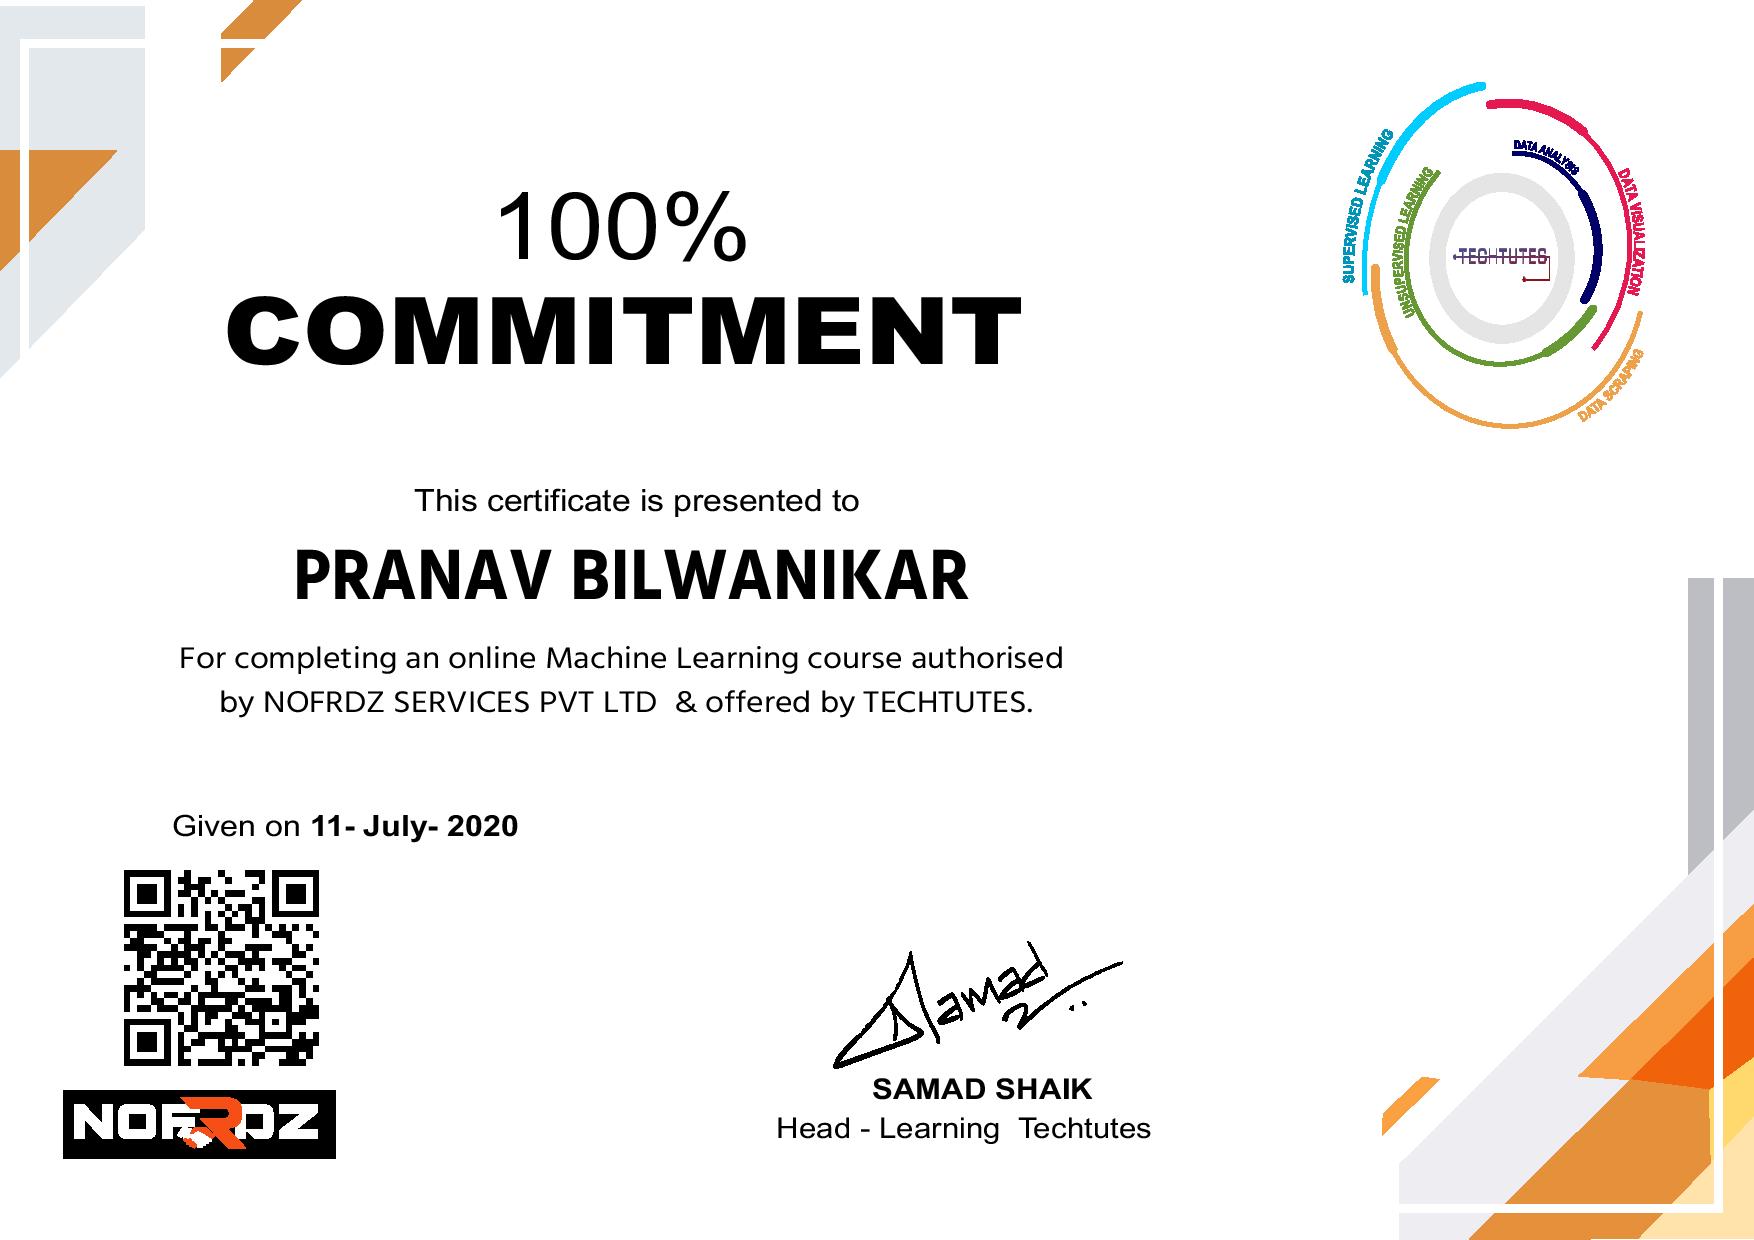 100%
COMMITMENT
SUPERVISED LEARNING
UNSUPERVISED LEARNING
DATA ANALYSIS
DATA VISUALIZATION
DATA SCRAPING
TECHTUTES
This certificate is presented to
PRANAV BILWANIKAR
For completing an online Machine Learning course authorised
by NOFRDZ SERVICES PVT LTD & offered by TECHTUTES.
Given on 11- July- 2020
Samad
SAMAD SHAIK
Head - Learning Techtutes
NOFRDZ